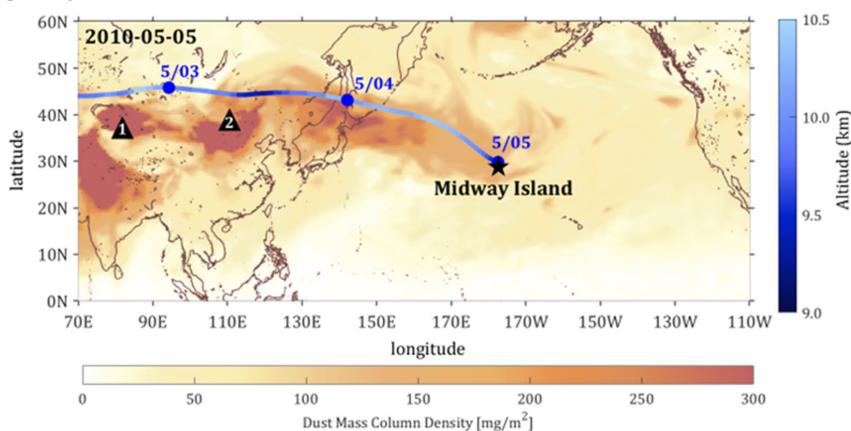 2010-05-05
5/03
5/04
5/05
1
2
Midway Island
60N
50N
40N
30N
20N
10N
0N
latitude
70E
90E
110E
130E
150E
170E
170W
150W
130W
110W
longitude
10.5
10.0
9.5
9.0
Altitude (km)
0
50
100
150
200
250
300
Dust Mass Column Density [mg/m²]